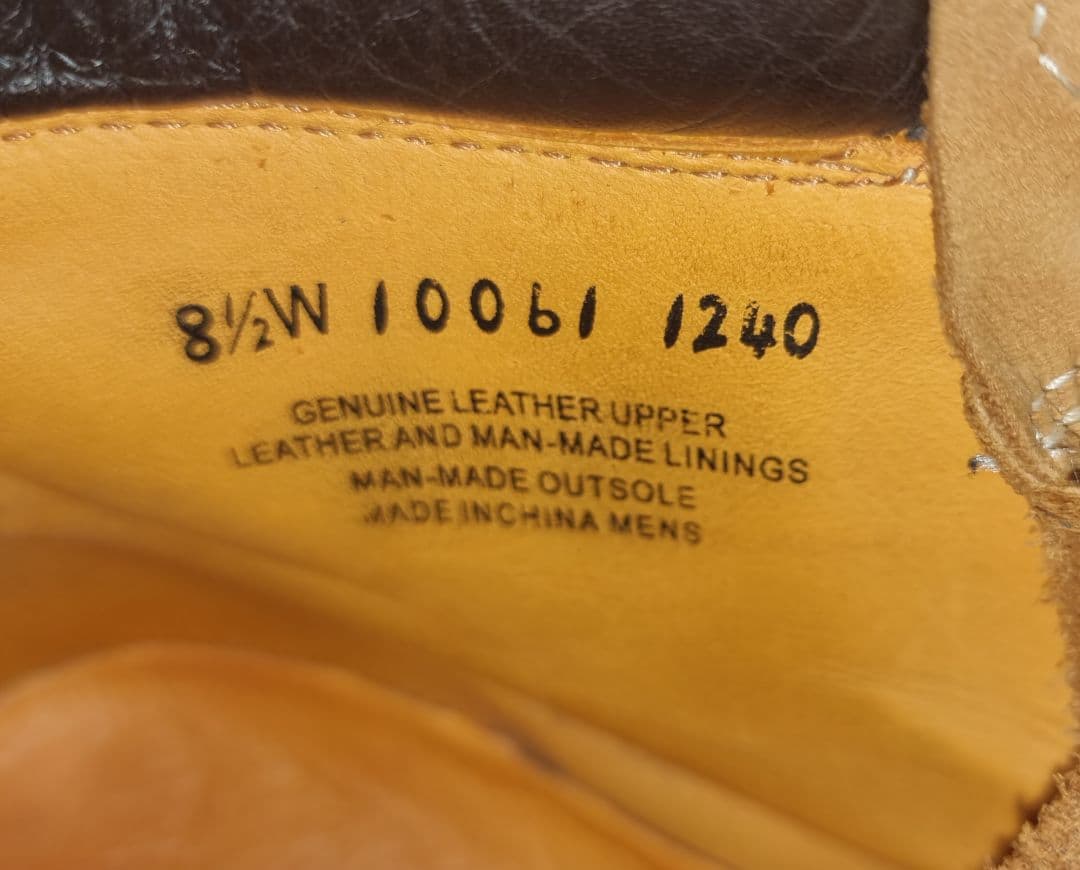 8½W 10061 1240
GENUINE LEATHER UPPER
LEATHER AND MAN-MADE LININGS
MAN-MADE OUTSOLE
MADE INCHINA MENS